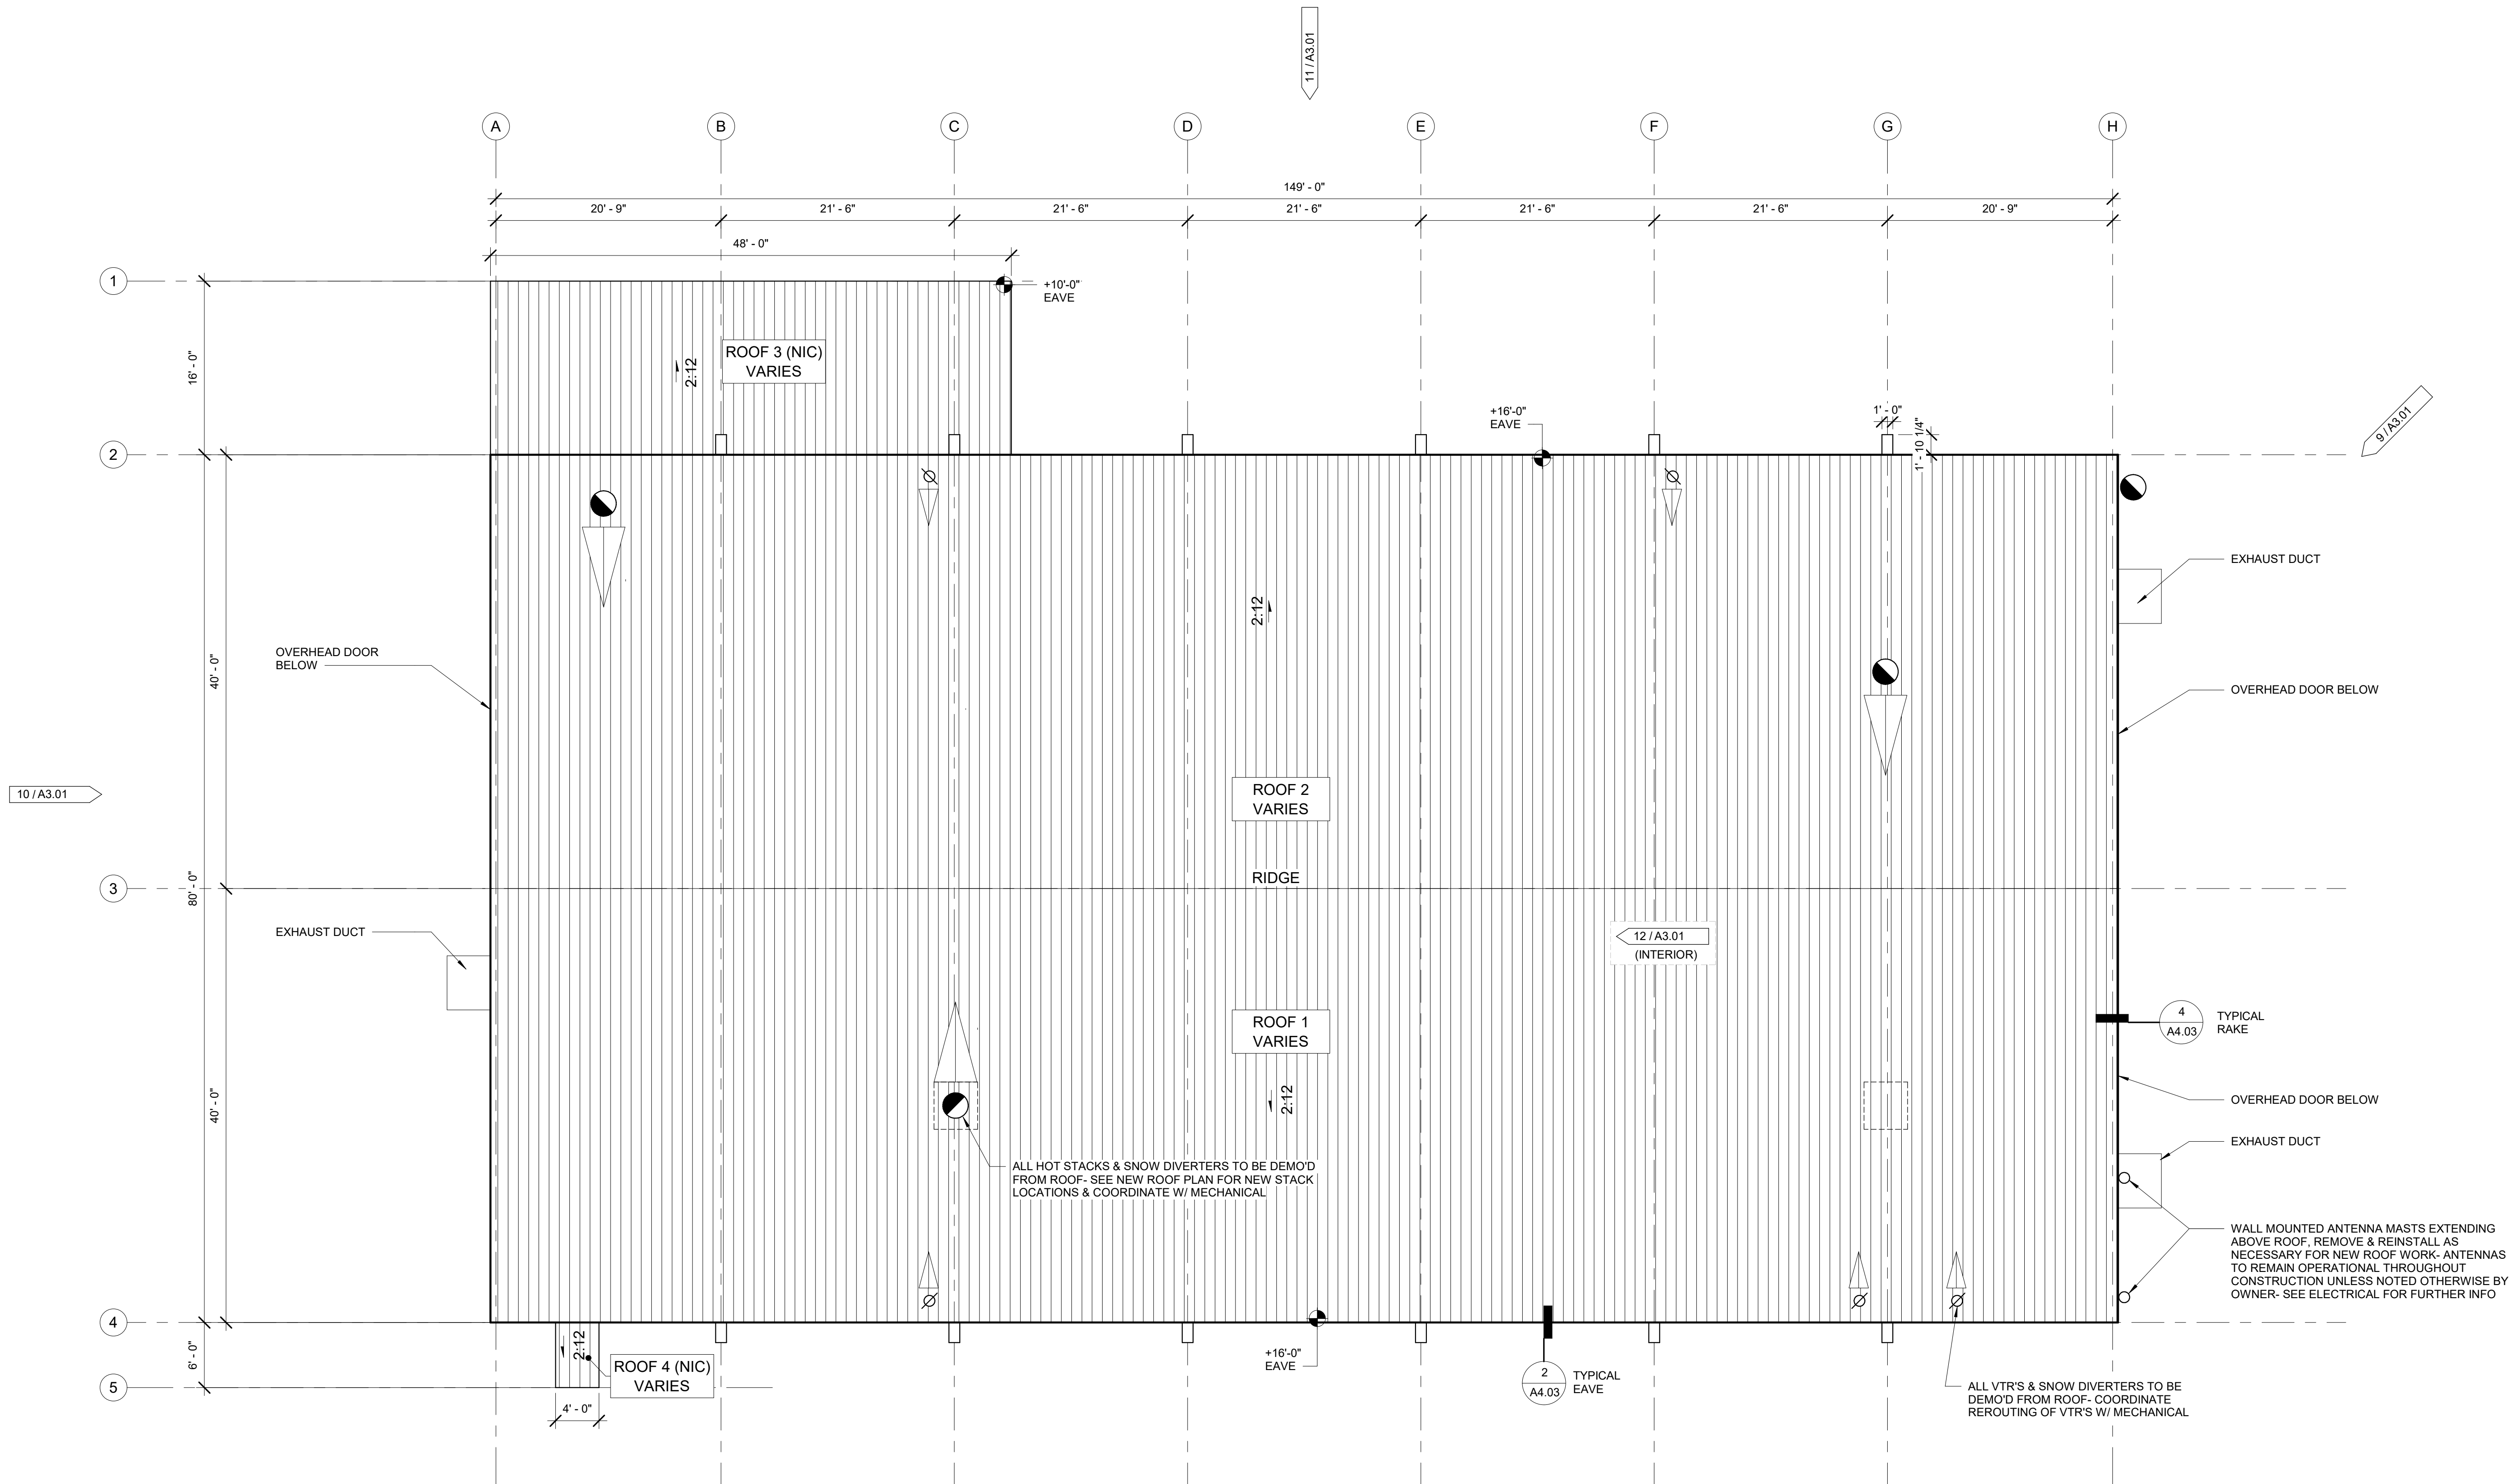 11 / A3.01
A
B
C
D
E
F
G
H
149' - 0"
20' - 9"
21' - 6"
21' - 6"
21' - 6"
21' - 6"
21' - 6"
20' - 9"
48' - 0"
1
+10'-0"
EAVE
16' - 0"
2:12
ROOF 3 (NIC)
VARIES
+16'-0"
EAVE
1' - 0"
1' - 10 1/4"
9 / A3.01
2
EXHAUST DUCT
2:12
OVERHEAD DOOR
BELOW
40' - 0"
OVERHEAD DOOR BELOW
10 / A3.01
ROOF 2
VARIES
RIDGE
3
80' - 0"
EXHAUST DUCT
12 / A3.01
(INTERIOR)
ROOF 1
VARIES
4
A4.03
TYPICAL
RAKE
2:12
40' - 0"
OVERHEAD DOOR BELOW
EXHAUST DUCT
ALL HOT STACKS & SNOW DIVERTERS TO BE DEMO'D
FROM ROOF- SEE NEW ROOF PLAN FOR NEW STACK
LOCATIONS & COORDINATE W/ MECHANICAL
WALL MOUNTED ANTENNA MASTS EXTENDING
ABOVE ROOF, REMOVE & REINSTALL AS
NECESSARY FOR NEW ROOF WORK- ANTENNAS
TO REMAIN OPERATIONAL THROUGHOUT
CONSTRUCTION UNLESS NOTED OTHERWISE BY
OWNER- SEE ELECTRICAL FOR FURTHER INFO
4
6' - 0"
2:12
ROOF 4 (NIC)
VARIES
+16'-0"
EAVE
2
A4.03
TYPICAL
EAVE
5
4' - 0"
ALL VTR'S & SNOW DIVERTERS TO BE
DEMO'D FROM ROOF- COORDINATE
REROUTING OF VTR'S W/ MECHANICAL